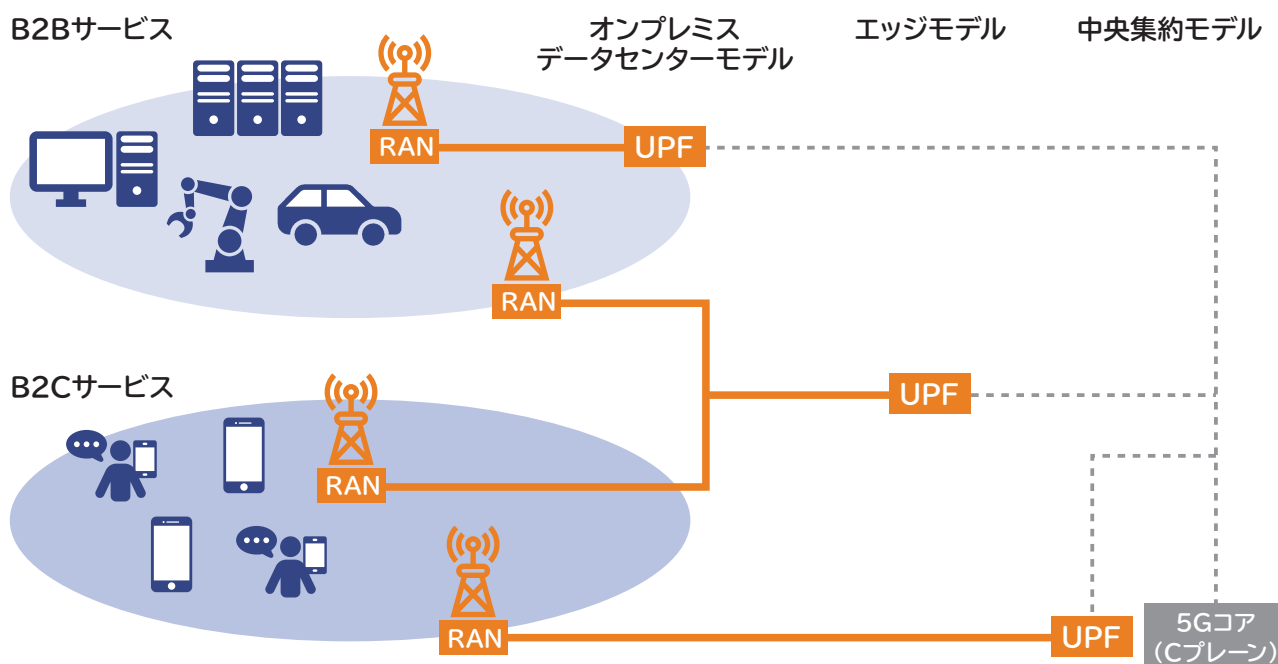 B2Bサービス
オンプレミス
データセンターモデル
エッジモデル
中央集約モデル
RAN
UPF
RAN
B2Cサービス
UPF
RAN
RAN
UPF
5Gコア
(Cプレーン)